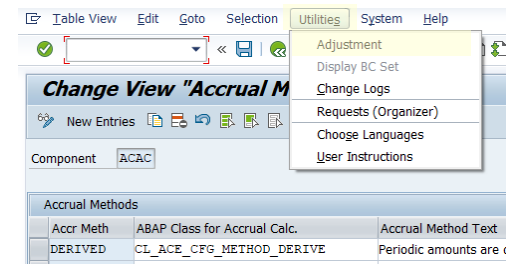 Table View Edit Goto Selection Utilities System Help
Adjustment
Display BC Set
Change View "Accrual M
Change Logs
New Entries
Requests (Organizer)
Choose Languages
Component ACAC
User Instructions
Accrual Methods
Accr Meth ABAP Class for Accrual Calc. Accrual Method Text
DERIVED CL_ACE_CFG_METHOD_DERIVE Periodic amounts are